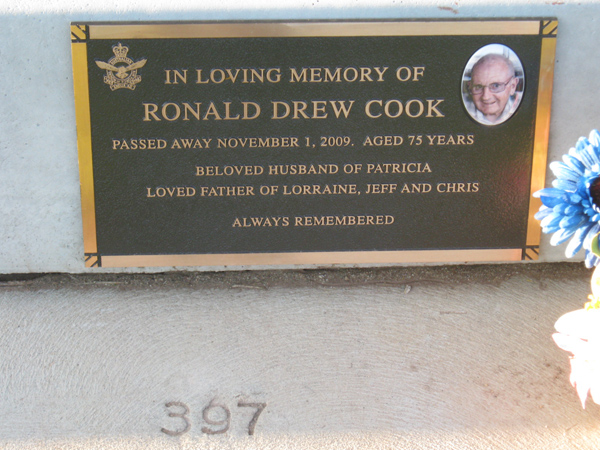 IN LOVING MEMORY OF
RONALD DREW COOK
PASSED AWAY NOVEMBER 1, 2009. AGED 75 YEARS
BELOVED HUSBAND OF PATRICIA
LOVED FATHER OF LORRAINE, JEFF AND CHRIS
ALWAYS REMEMBERED
397